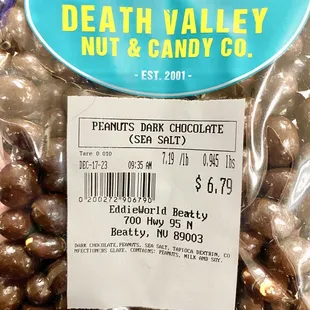 DEATH VALLEY
NUT & CANDY CO.
- EST. 2001 -
PEANUTS DARK CHOCOLATE
(SEA SALT)
Tare 0.010
DEC-17-23 09:35 AM 7.19 /lb 0.945 lbs
$ 6.79
0 200272 906790
EddieWorld Beatty
700 Hwy 95 N
Beatty, NV 89003
DARK CHOCOLATE,PEANUTS, SEA SALT, TAPIOCA DEXTRIN, CO
NFECTIONERS GLAZE. CONTAINS: PEANUTS, MILK AND SOY.